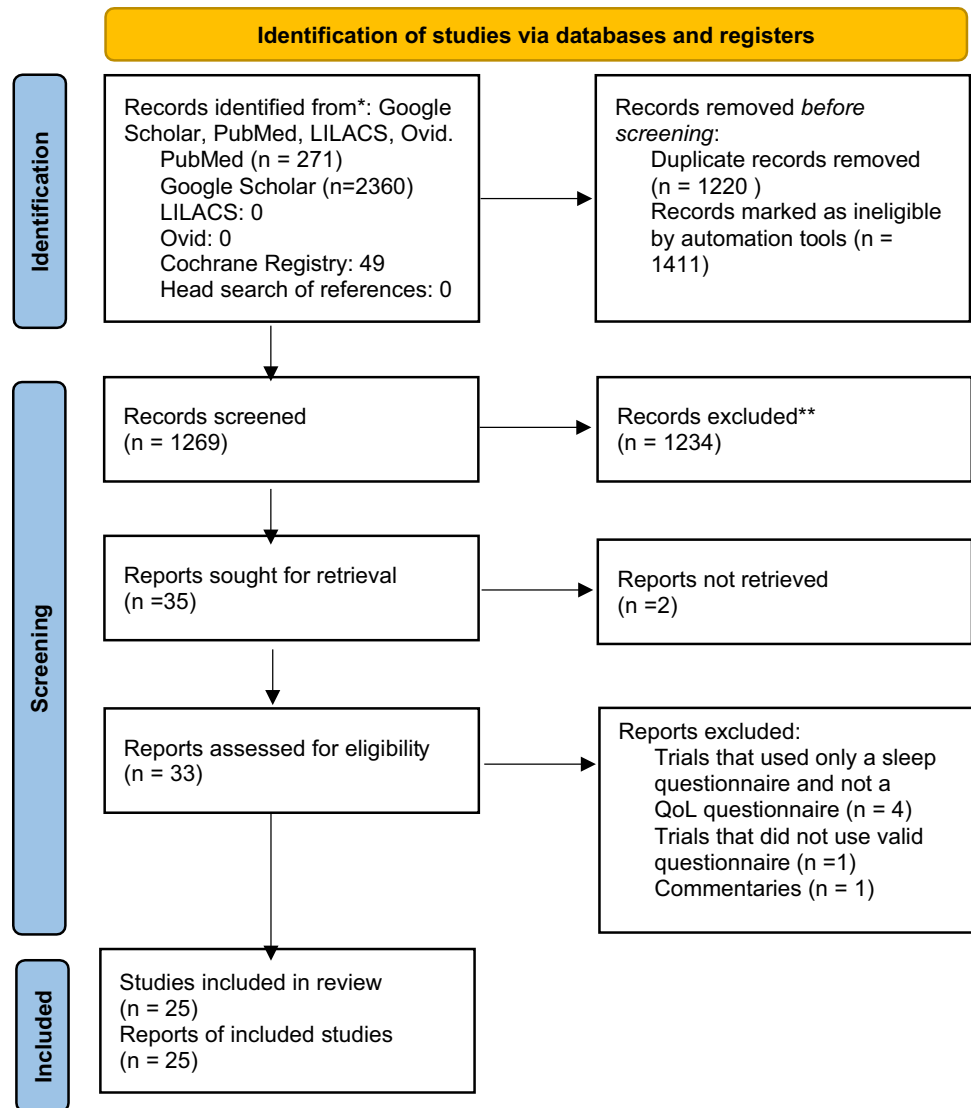 Identification of studies via databases and registers
Identification
Records identified from*: Google
Scholar, PubMed, LILACS, Ovid.
PubMed (n = 271)
Google Scholar (n=2360)
LILACS: 0
Ovid: 0
Cochrane Registry: 49
Head search of references: 0
Records removed before
screening:
Duplicate records removed
(n = 1220 )
Records marked as ineligible
by automation tools (n =
1411)
Screening
Records screened
(n = 1269)
Records excluded**
(n = 1234)
Reports sought for retrieval
(n =35)
Reports not retrieved
(n =2)
Reports assessed for eligibility
(n = 33)
Reports excluded:
Trials that used only a sleep
questionnaire and not a
QoL questionnaire (n = 4)
Trials that did not use valid
questionnaire (n =1)
Commentaries (n = 1)
Included
Studies included in review
(n = 25)
Reports of included studies
(n = 25)